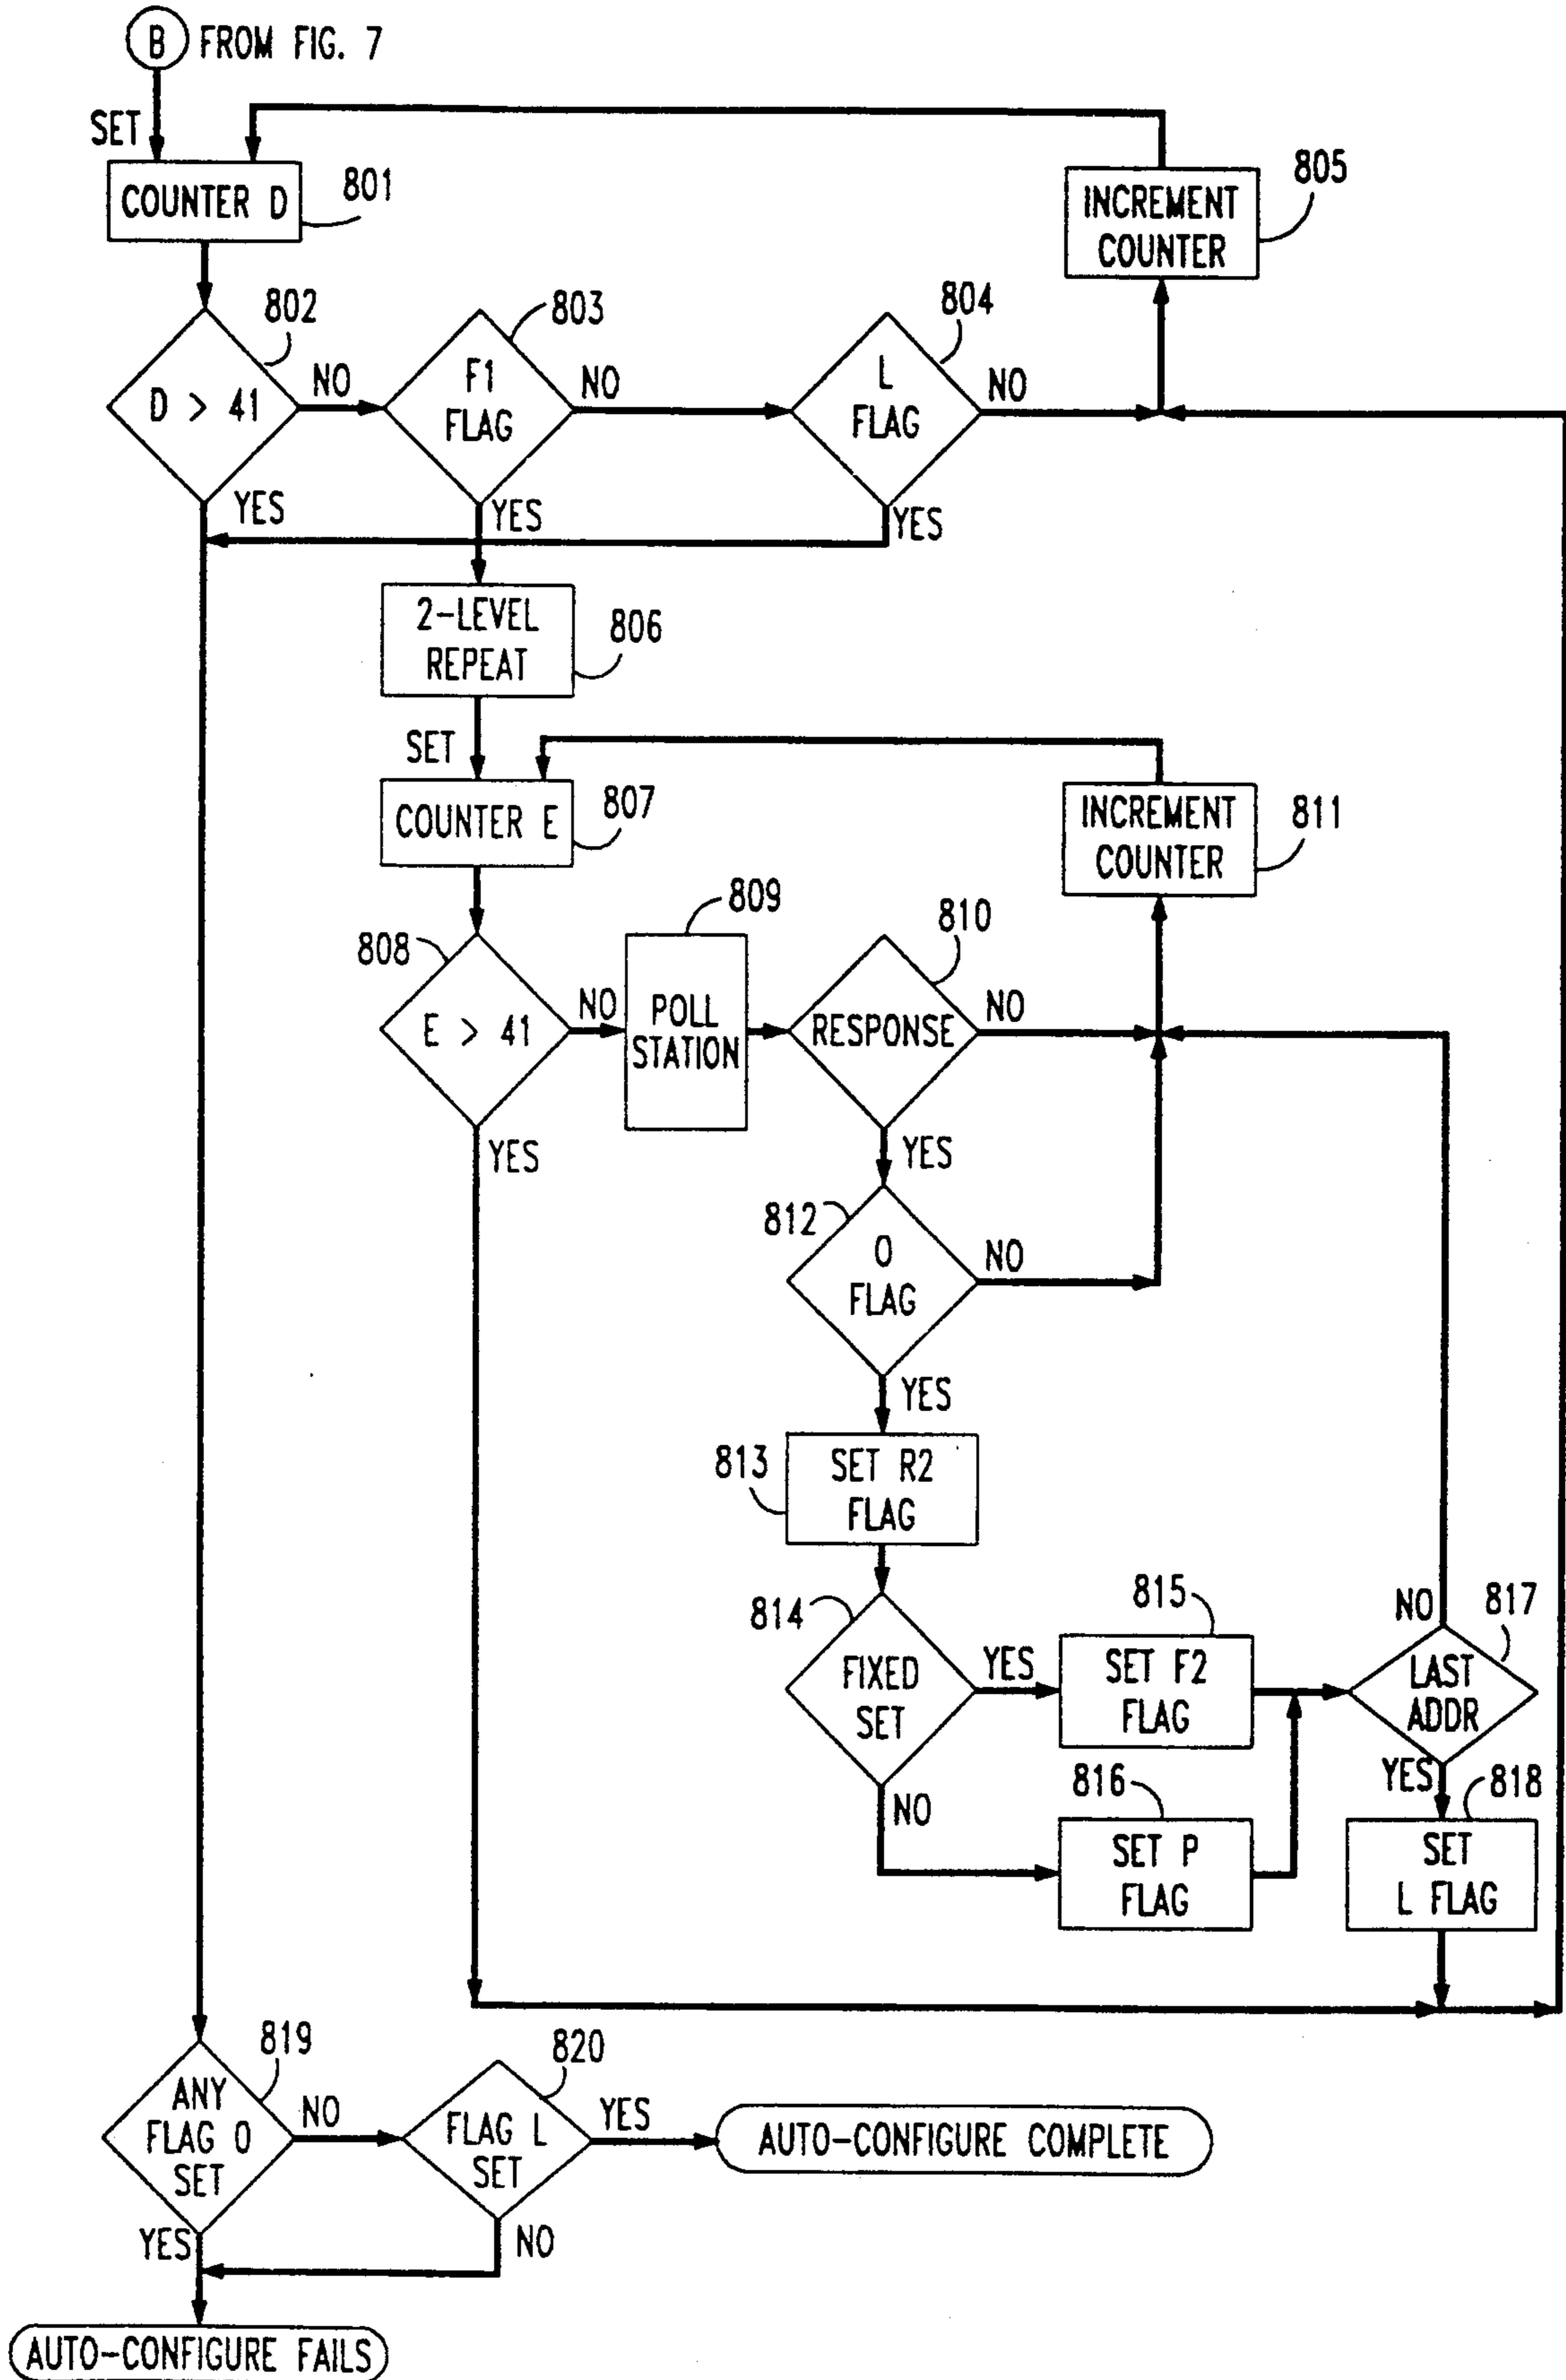 B FROM FIG. 7
SET
COUNTER D
801
INCREMENT
COUNTER
805
802
D > 41
NO
YES
803
F1
FLAG
NO
YES
804
L
FLAG
NO
YES
2-LEVEL
REPEAT
806
SET
COUNTER E
807
INCREMENT
COUNTER
811
808
E > 41
NO
YES
809
POLL
STATION
810
RESPONSE
NO
YES
812
O
FLAG
NO
YES
813
SET R2
FLAG
814
FIXED
SET
YES
NO
815
SET F2
FLAG
816
SET P
FLAG
817
LAST
ADDR
NO
YES
818
SET
L FLAG
819
ANY
FLAG O
SET
NO
YES
820
FLAG L
SET
YES
NO
AUTO-CONFIGURE COMPLETE
AUTO-CONFIGURE FAILS